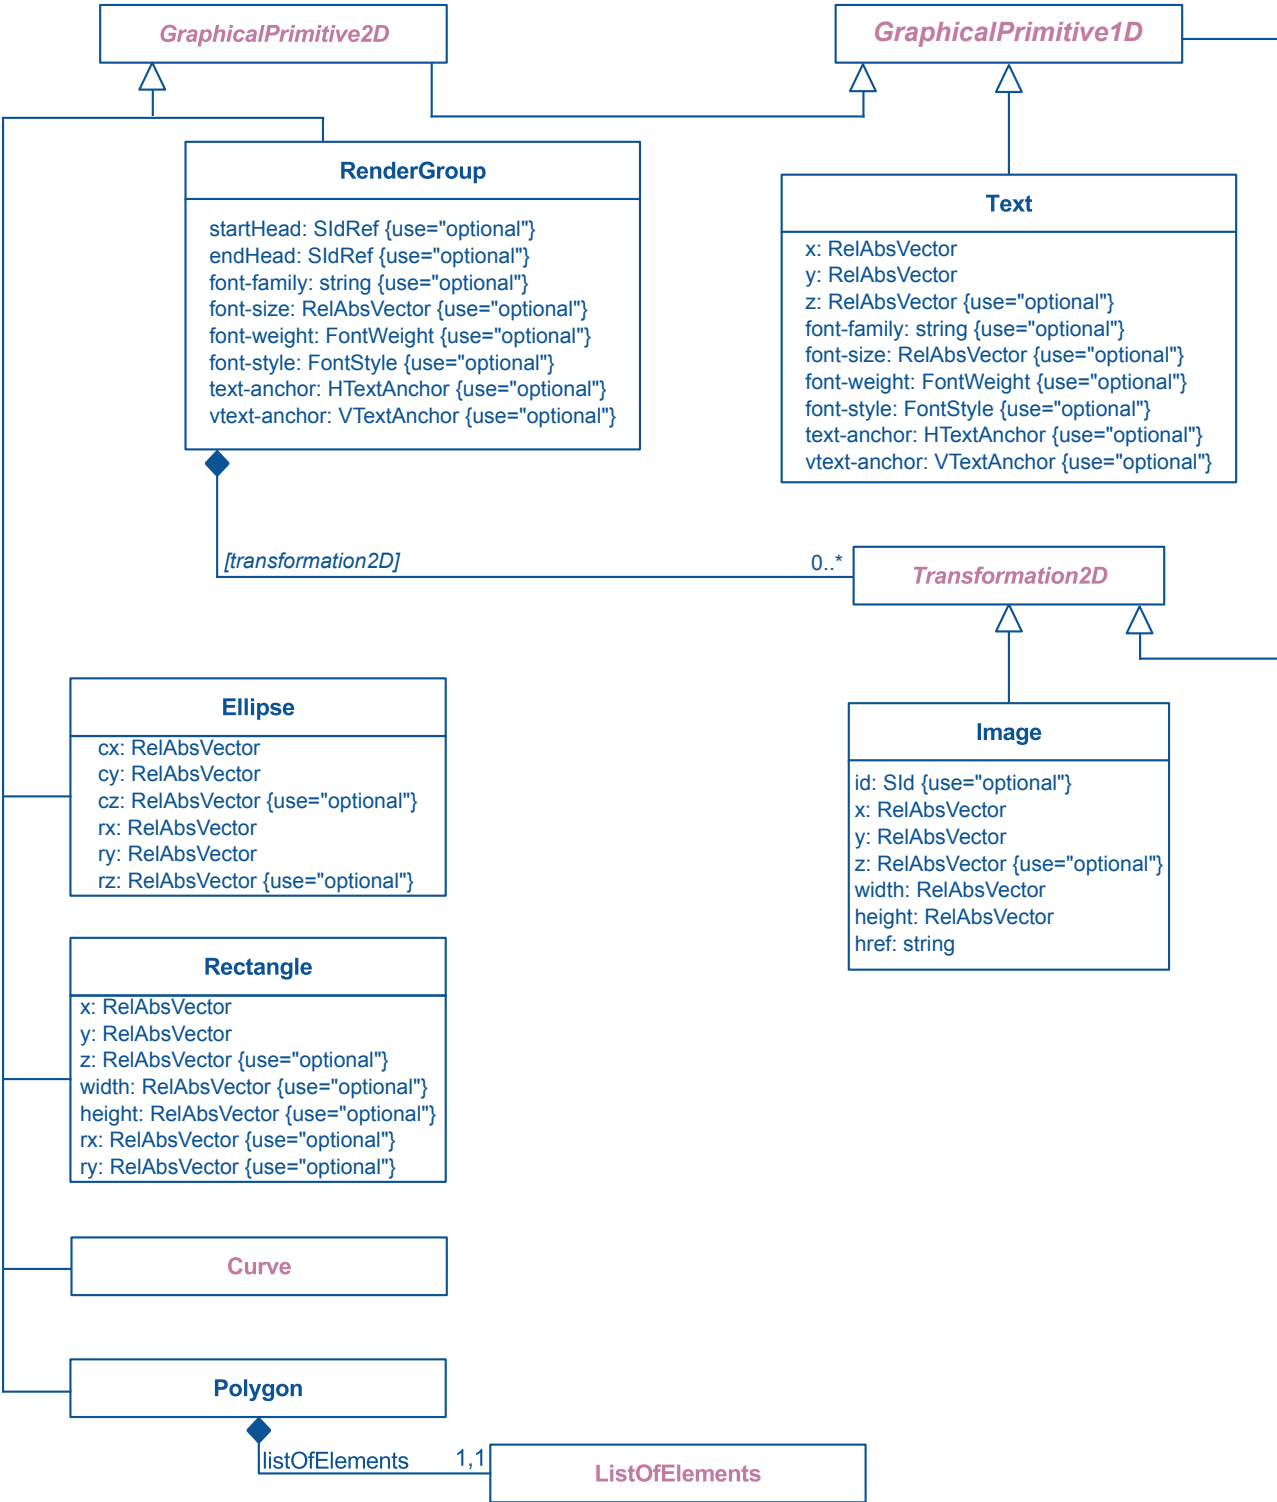 GraphicalPrimitive2D
GraphicalPrimitive1D
RenderGroup
startHead: SIdRef {use="optional"}
endHead: SIdRef {use="optional"}
font-family: string {use="optional"}
font-size: RelAbsVector {use="optional"}
font-weight: FontWeight {use="optional"}
font-style: FontStyle {use="optional"}
text-anchor: HTextAnchor {use="optional"}
vtext-anchor: VTextAnchor {use="optional"}
Text
x: RelAbsVector
y: RelAbsVector
z: RelAbsVector {use="optional"}
font-family: string {use="optional"}
font-size: RelAbsVector {use="optional"}
font-weight: FontWeight {use="optional"}
font-style: FontStyle {use="optional"}
text-anchor: HTextAnchor {use="optional"}
vtext-anchor: VTextAnchor {use="optional"}
[transformation2D]
0..*
Transformation2D
Ellipse
cx: RelAbsVector
cy: RelAbsVector
cz: RelAbsVector {use="optional"}
rx: RelAbsVector
ry: RelAbsVector
rz: RelAbsVector {use="optional"}
Image
id: SId {use="optional"}
x: RelAbsVector
y: RelAbsVector
z: RelAbsVector {use="optional"}
width: RelAbsVector
height: RelAbsVector
href: string
Rectangle
x: RelAbsVector
y: RelAbsVector
z: RelAbsVector {use="optional"}
width: RelAbsVector {use="optional"}
height: RelAbsVector {use="optional"}
rx: RelAbsVector {use="optional"}
ry: RelAbsVector {use="optional"}
Curve
Polygon
listOfElements
1,1
ListOfElements